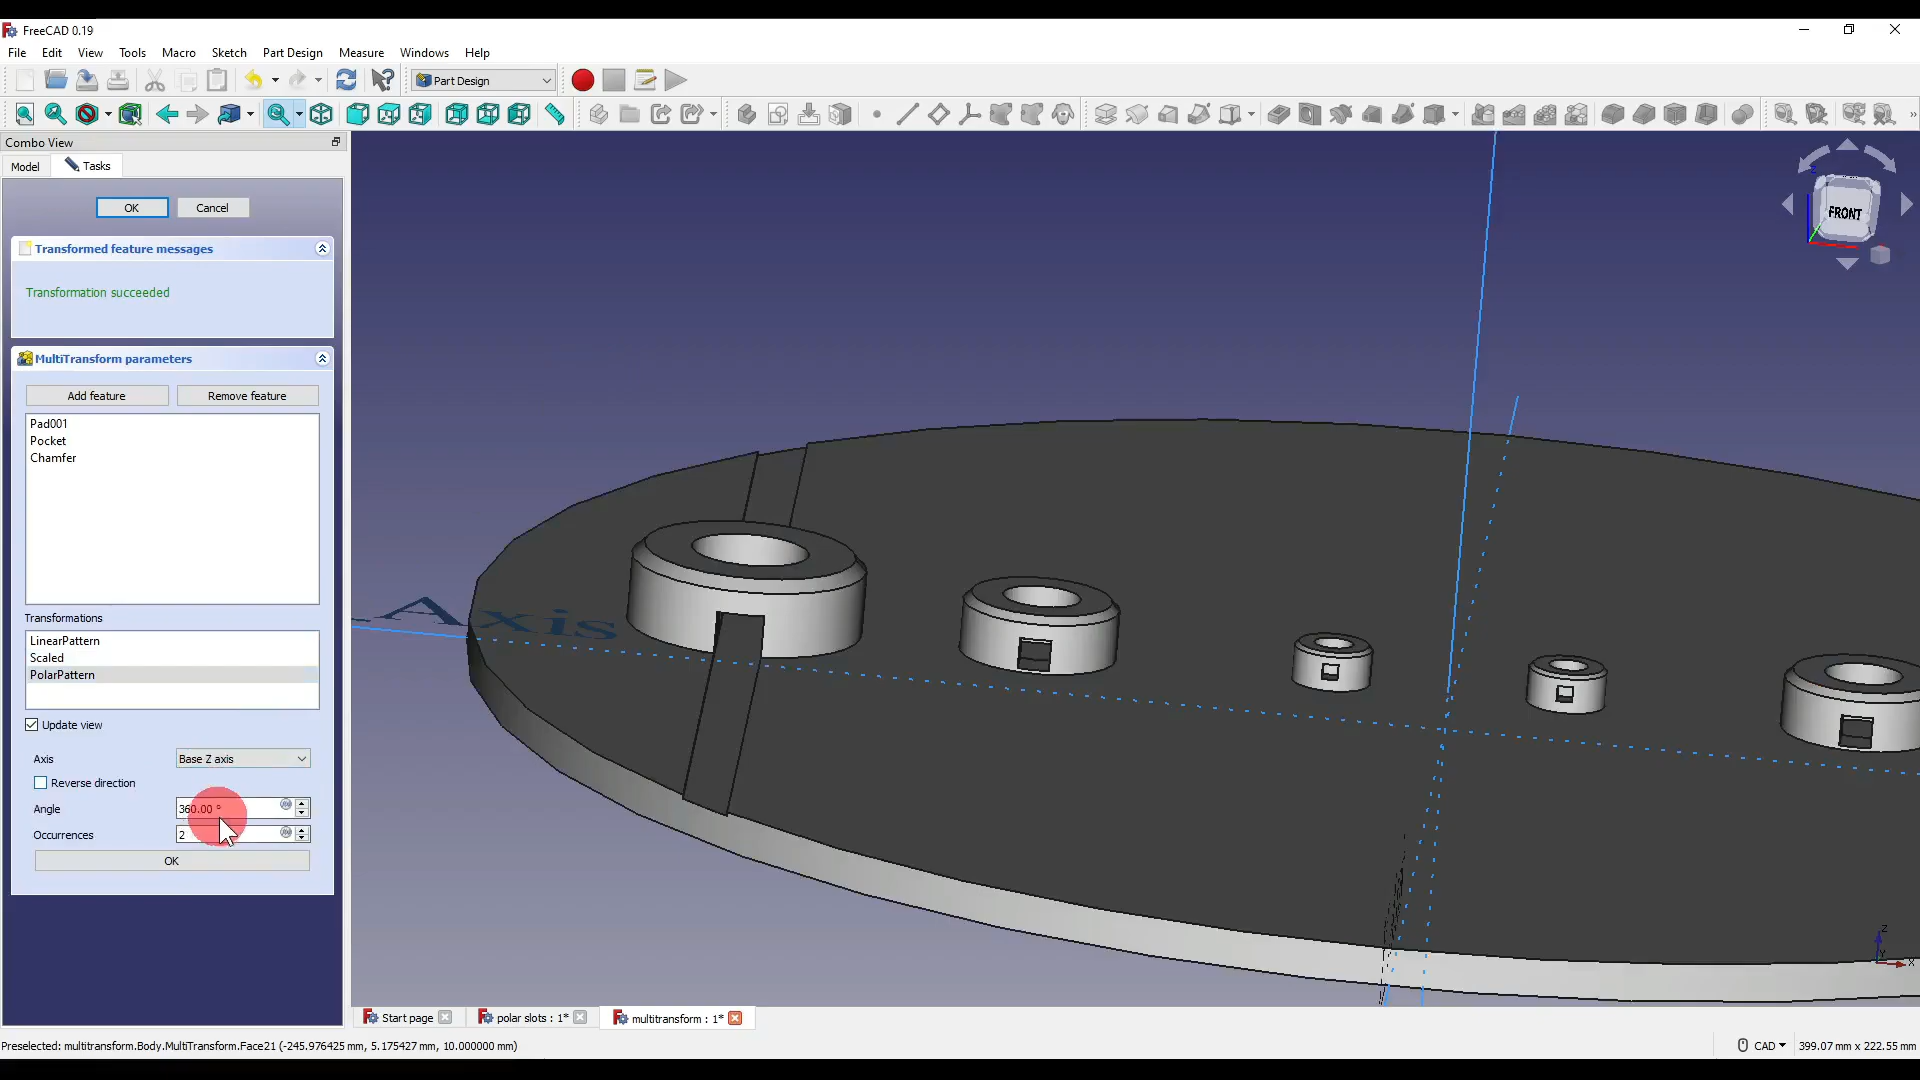 FreeCAD 0.19
File Edit View Tools Macro Sketch Part Design Measure Windows Help
Part Design
Combo View
Model Tasks
OK Cancel
Transformed feature messages
Transformation succeeded
MultiTransform parameters
Add feature Remove feature
Pad001
Pocket
Chamfer
Transformations
LinearPattern
Scaled
PolarPattern
Update view
Axis Base Z axis
Reverse direction
Angle 360.00 °
Occurrences 2
OK
Axis
FRONT
Z
Z
X
Start page polar slots : 1* multitransform : 1*
Preselected: multitransform.Body.MultiTransform.Face21 (-245.976425 mm, 5.175427 mm, 10.000000 mm)
CAD 399.07 mm x 222.55 mm